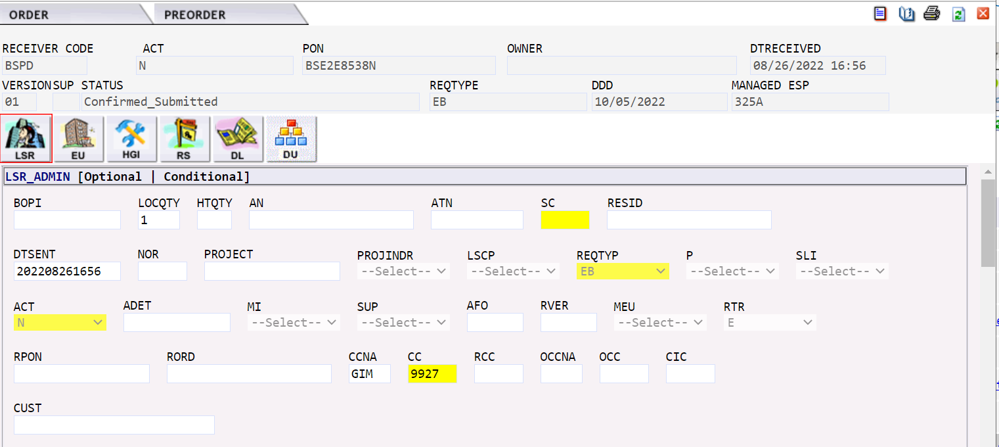 ORDER PREORDER
RECEIVER CODE ACT PON OWNER DTRECEIVED
BSPD N BSE2E8538N 08/26/2022 16:56
VERSION SUP STATUS REQTYPE DDD MANAGED ESP
01 Confirmed_Submitted EB 10/05/2022 325A
LSR EU HGI RS DL DU
LSR_ADMIN [Optional | Conditional]
BOPI LOCQTY HTQTY AN ATN SC RESID
1
DTSENT NOR PROJECT PROJINDR LSCP REQTYP P SLI
202208261656 --Select-- --Select-- EB --Select-- --Select--
ACT ADET MI SUP AFO RVER MEU RTR
N --Select-- --Select-- --Select-- E
RPON RORD CCNA CC RCC OCCNA OCC CIC
GIM 9927
CUST